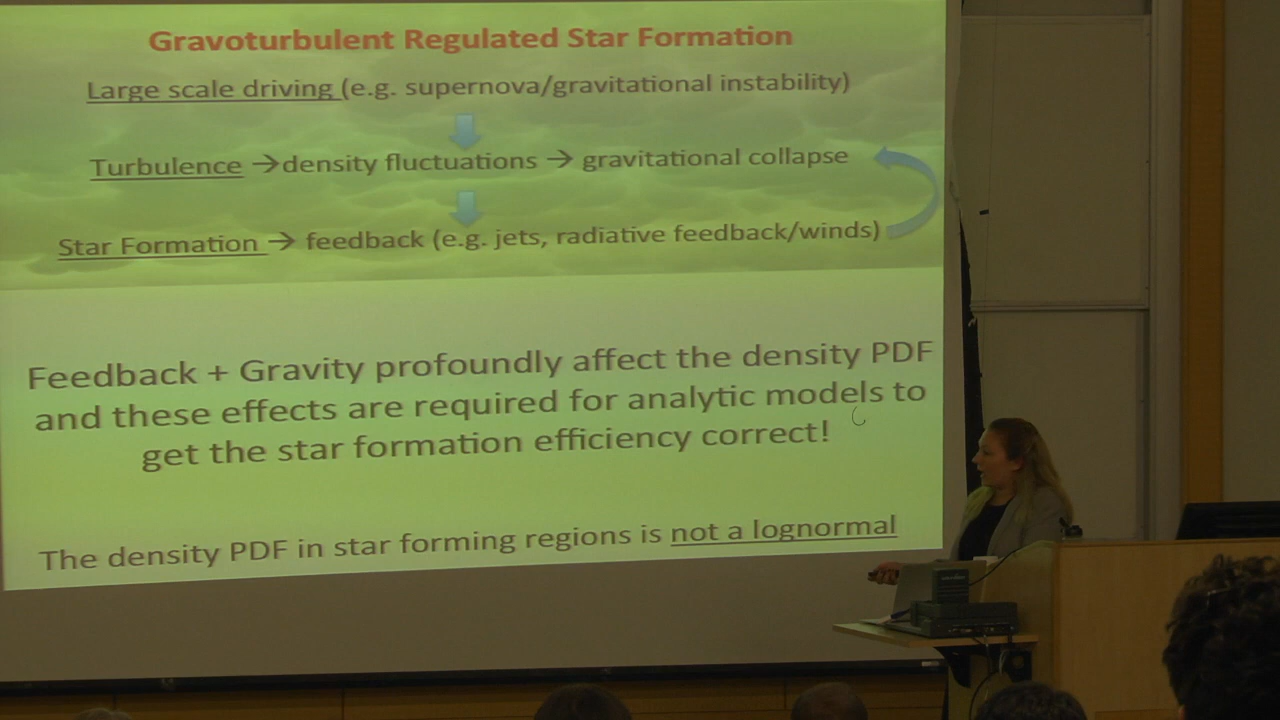 Gravoturbulent Regulated Star Formation
Large scale driving (e.g. supernova/gravitational instability)
Turbulence →density fluctuations → gravitational collapse
Star Formation → feedback (e.g. jets, radiative feedback/winds)
Feedback + Gravity profoundly affect the density PDF
and these effects are required for analytic models to
get the star formation efficiency correct!
The density PDF in star forming regions is not a lognormal